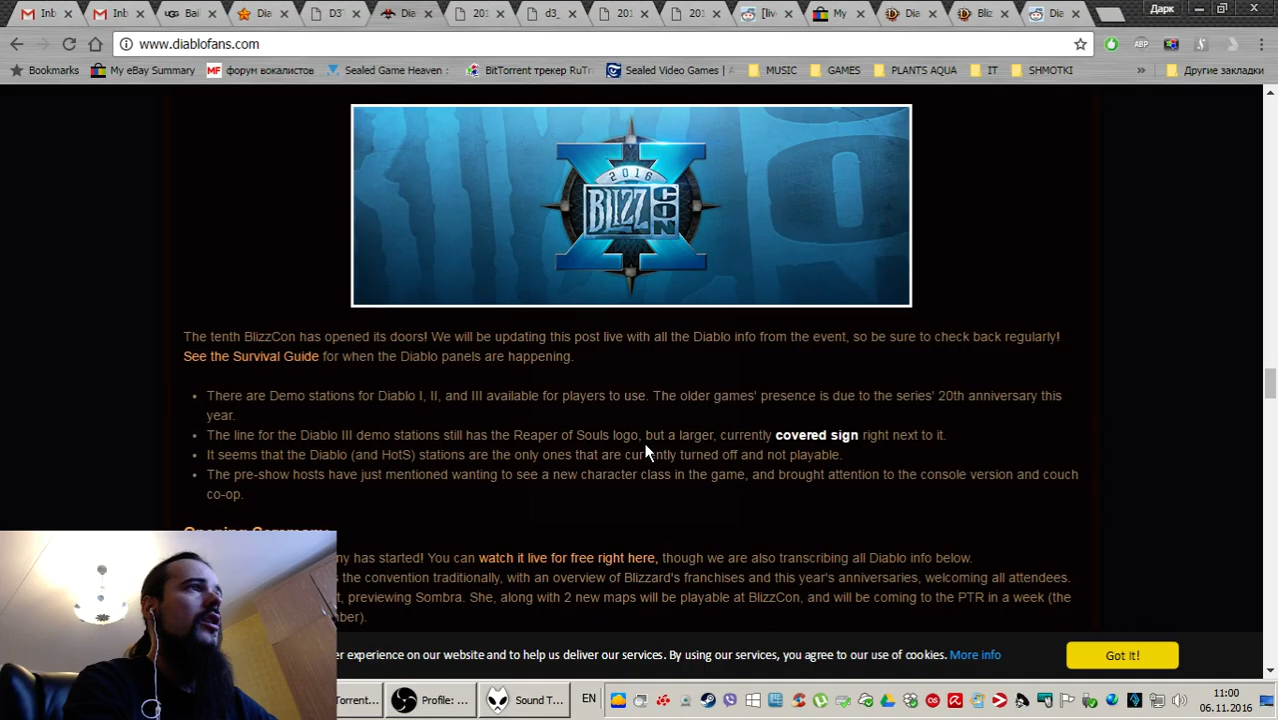 Inb Inb Bai Dia D3 Dia 201 d3_ 201 201 [live My Dia Bliz Dia Дарк
www.diablofans.com ABP
Bookmarks My eBay Summary MF форум вокалистов Sealed Game Heaven : BitTorrent трекер RuTr Sealed Video Games | MUSIC GAMES PLANTS AQUA IT SHMOTKI » Другие закладки
2016
BLIZZ CON
The tenth BlizzCon has opened its doors! We will be updating this post live with all the Diablo info from the event, so be sure to check back regularly!
See the Survival Guide for when the Diablo panels are happening.
There are Demo stations for Diablo I, II, and III available for players to use. The older games' presence is due to the series' 20th anniversary this
year.
The line for the Diablo III demo stations still has the Reaper of Souls logo, but a larger, currently covered sign right next to it.
It seems that the Diablo (and HotS) stations are the only ones that are currently turned off and not playable.
The pre-show hosts have just mentioned wanting to see a new character class in the game, and brought attention to the console version and couch
co-op.
Opening Ceremony
ny has started! You can watch it live for free right here, though we are also transcribing all Diablo info below.
s the convention traditionally, with an overview of Blizzard's franchises and this year's anniversaries, welcoming all attendees.
t, previewing Sombra. She, along with 2 new maps will be playable at BlizzCon, and will be coming to the PTR in a week (the
mber).
er experience on our website and to help us deliver our services. By using our services, you agree to our use of cookies. More info Got it!
Torrent... Profile: ... Sound T... EN 11:00
06.11.2016